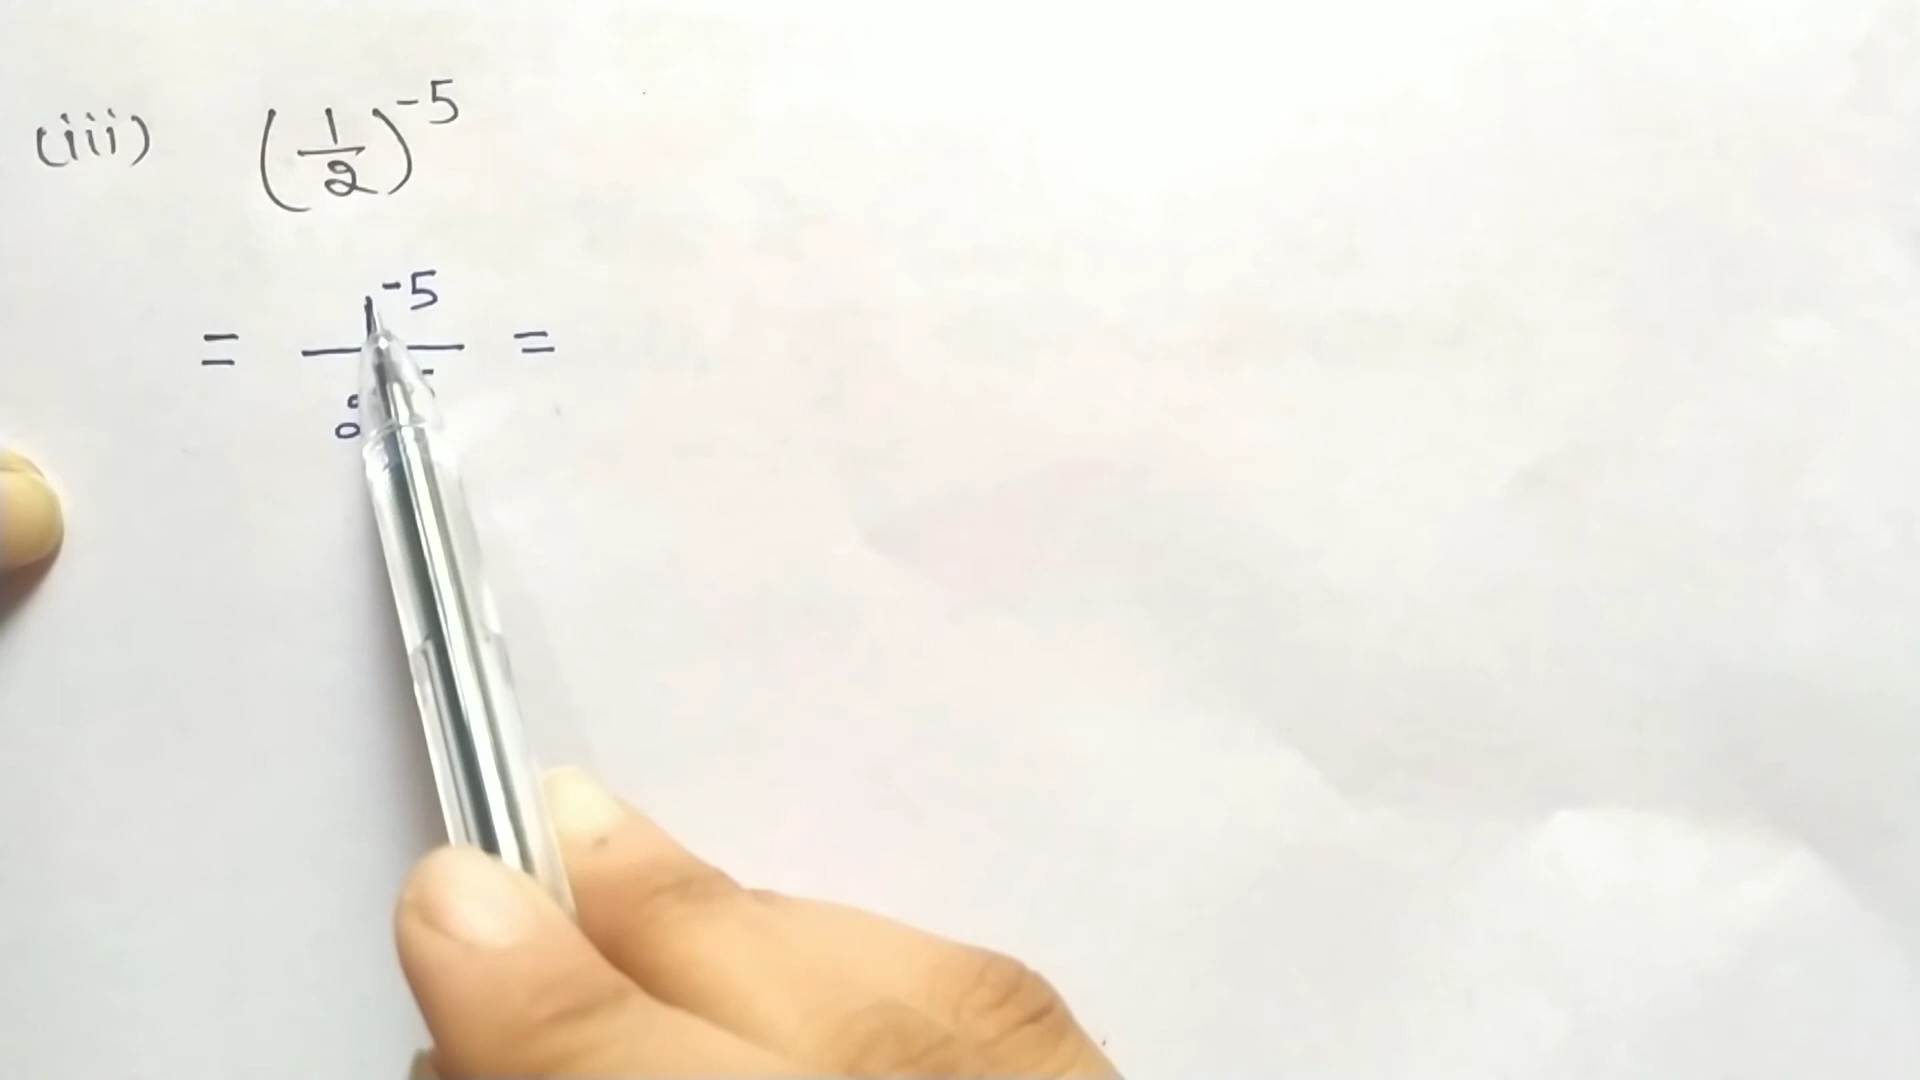 (iii) (1/2)^-5
= 1^-5 / =